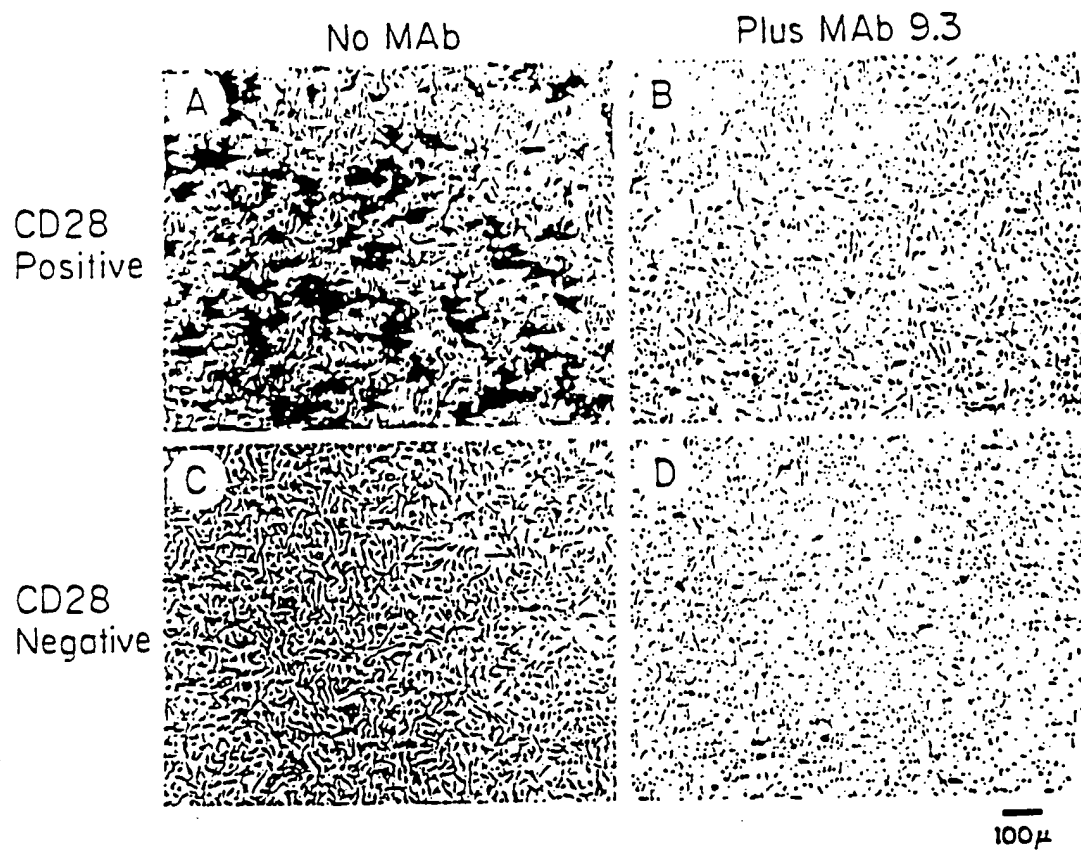 No MAb
Plus MAb 9.3
A
B
CD28
Positive
C
D
CD28
Negative
100µ